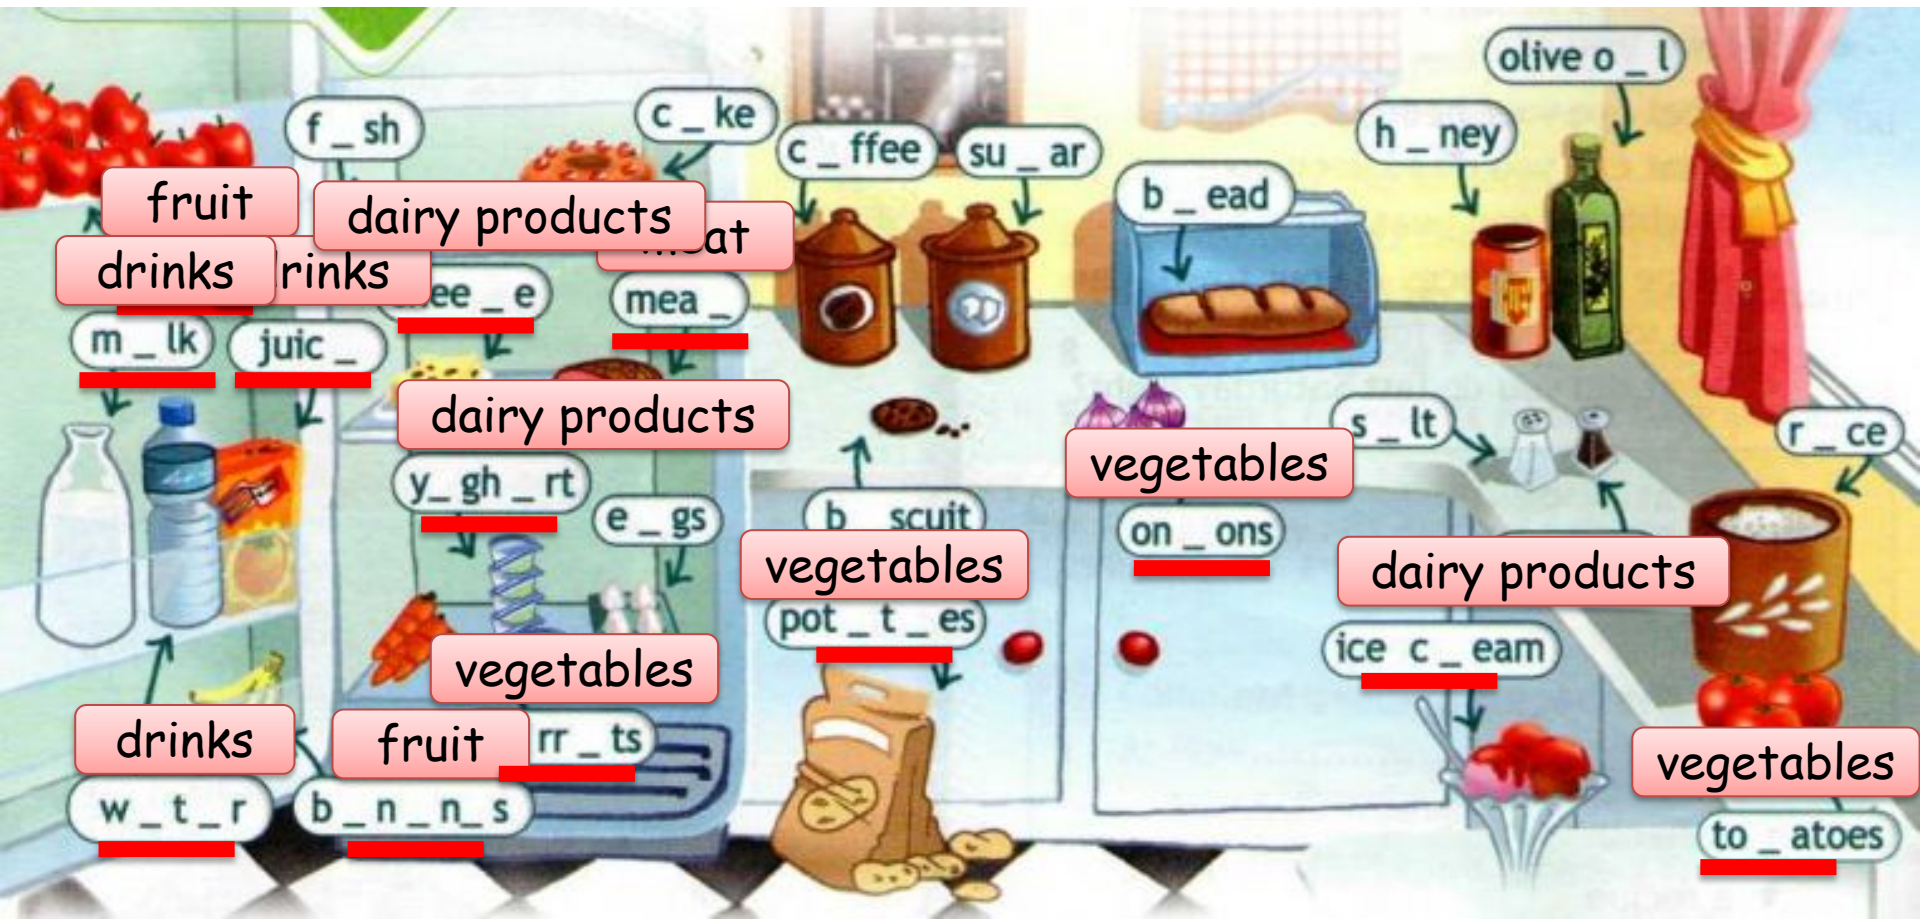 olive o _ l
c _ ke
f _ sh
h _ ney
c _ ffee
su _ ar
b _ ead
fruit
dairy products
drinks
mea _
m _ lk
juic _
dairy products
s _ lt
r _ ce
vegetables
y_ gh _ rt
e _ gs
b _ scuit
on _ ons
vegetables
dairy products
pot _ t _ es
ice c _ eam
vegetables
drinks
fruit
rr _ ts
vegetables
w _ t _ r
b _ n _ n_ s
to _ atoes